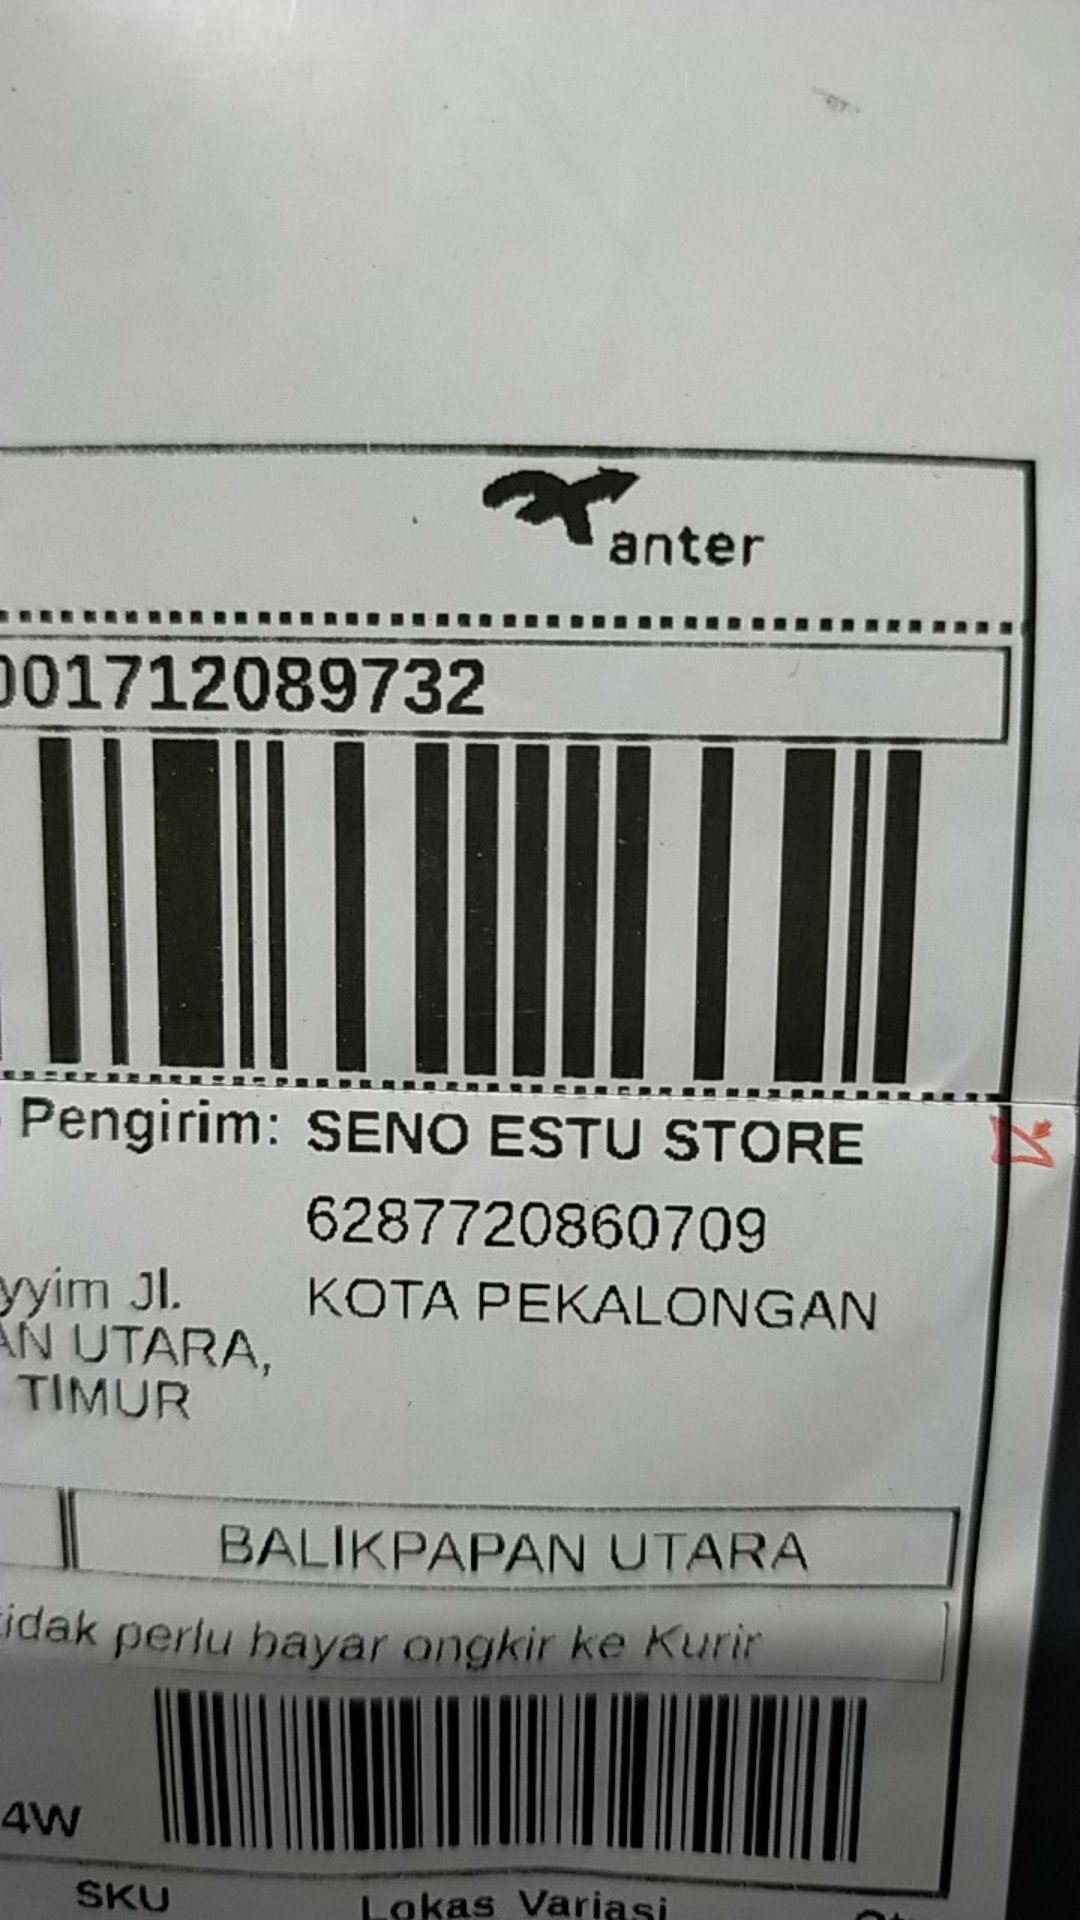 anter
001712089732
Pengirim: SENO ESTU STORE
6287720860709
yyim Jl. KOTA PEKALONGAN
AN UTARA,
TIMUR
BALIKPAPAN UTARA
tidak perlu bayar ongkir ke Kurir
4W
SKU Lokas Variasi